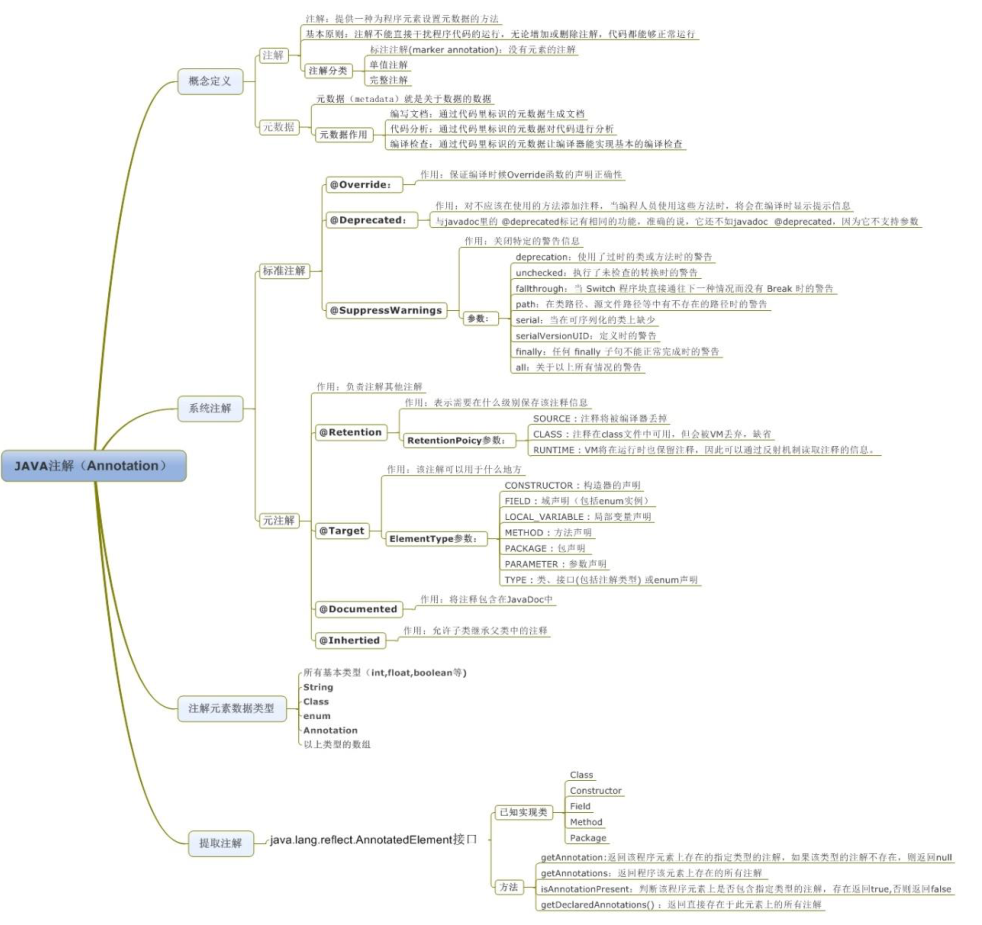 注解：提供一种为程序元素设置元数据的方法
基本原则：注解不能直接干扰程序代码的运行，无论增加或删除注解，代码都能够正常运行
注解
标注注解(marker annotation)：没有元素的注解
注解分类
单值注解
完整注解
概念定义
元数据（metadata）就是关于数据的数据
元数据
编写文档：通过代码里标识的元数据生成文档
元数据作用
代码分析：通过代码里标识的元数据对代码进行分析
编译检查：通过代码里标识的元数据让编译器能实现基本的编译检查
@Override：
作用：保证编译时候Override函数的声明正确性
@Deprecated：
作用：对不应该在使用的方法添加注释，当编程人员使用这些方法时，将会在编译时显示提示信息
与javadoc里的 @deprecated标记有相同的功能，准确的说，它还不如javadoc @deprecated，因为它不支持参数
标准注解
作用：关闭特定的警告信息
@SuppressWarnings
参数：
deprecation：使用了过时的类或方法时的警告
unchecked：执行了未检查的转换时的警告
fallthrough：当 Switch 程序块直接通往下一种情况而没有 Break 时的警告
path：在类路径、源文件路径等中有不存在的路径时的警告
serial：当在可序列化的类上缺少
serialVersionUID：定义时的警告
finally：任何 finally 子句不能正常完成时的警告
all：关于以上所有情况的警告
系统注解
作用：负责注解其他注解
@Retention
作用：表示需要在什么级别保存该注释信息
RetentionPoicy参数：
SOURCE：注释将被编译器丢掉
CLASS：注释在class文件中可用，但会被VM丢弃，缺省
RUNTIME：VM将在运行时也保留注释，因此可以通过反射机制读取注释的信息。
JAVA注解（Annotation）
元注解
@Target
作用：该注解可以用于什么地方
ElementType参数：
CONSTRUCTOR：构造器的声明
FIELD：域声明（包括enum实例）
LOCAL_VARIABLE：局部变量声明
METHOD：方法声明
PACKAGE：包声明
PARAMETER：参数声明
TYPE：类、接口(包括注解类型) 或enum声明
@Documented
作用：将注释包含在JavaDoc中
@Inhertied
作用：允许子类继承父类中的注释
注解元素数据类型
所有基本类型（int,float,boolean等)
String
Class
enum
Annotation
以上类型的数组
提取注解
java.lang.reflect.AnnotatedElement接口
已知实现类
Class
Constructor
Field
Method
Package
方法
getAnnotation:返回该程序元素上存在的指定类型的注解，如果该类型的注解不存在，则返回null
getAnnotations：返回程序该元素上存在的所有注解
isAnnotationPresent：判断该程序元素上是否包含指定类型的注解，存在返回true,否则返回false
getDeclaredAnnotations()：返回直接存在于此元素上的所有注解